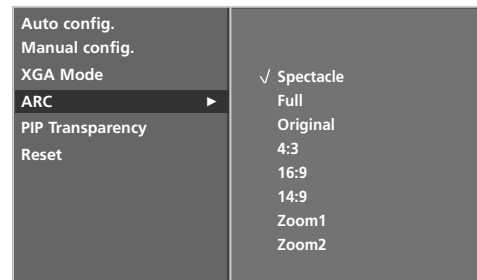 Auto config.
Manual config.
XGA Mode
ARC ►
PIP Transparency
Reset
√ Spectacle
Full
Original
4:3
16:9
14:9
Zoom1
Zoom2